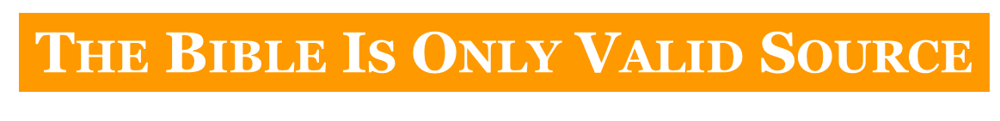 The Bible Is Only Valid Source